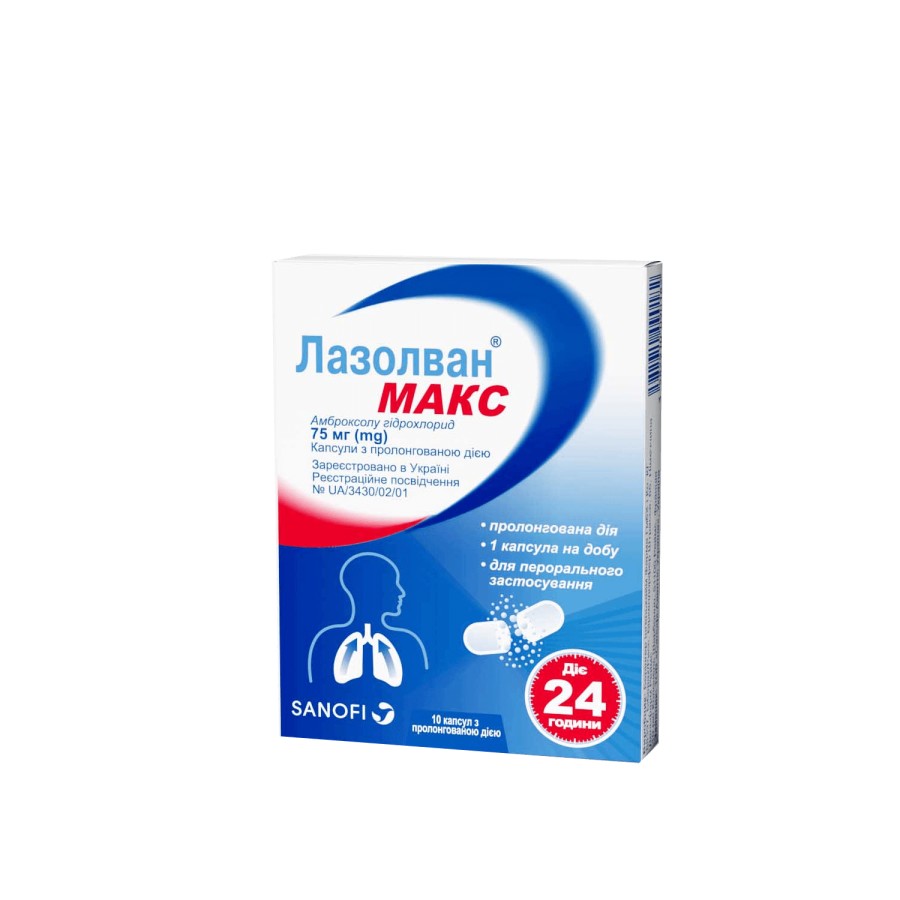 Лазолван®
МАКС
Амброксолу гідрохлорид
75 мг (mg)
Капсули з пролонгованою дією
Зареєстровано в Україні
Реєстраційне посвідчення
№ UA/3430/02/01
• пролонгована дія
• 1 капсула на добу
• для перорального
застосування
Діє
24
години
SANOFI
10 капсул з
пролонгованою дією